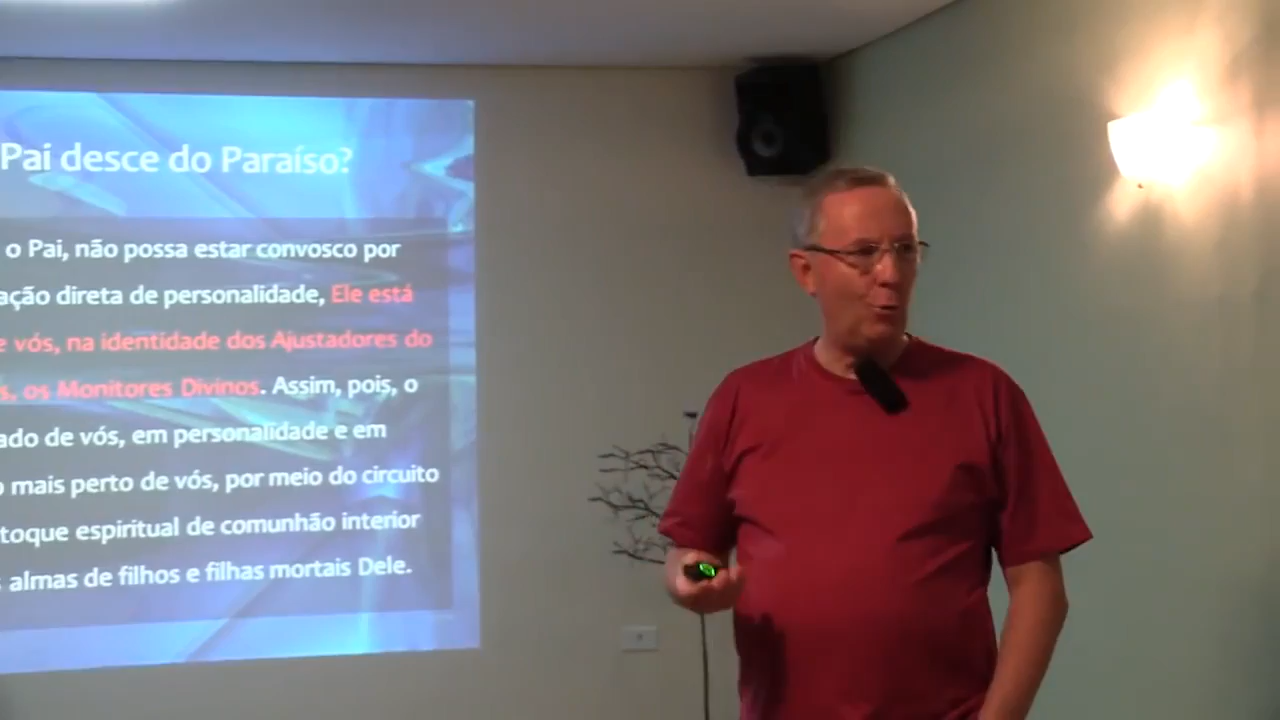 Pai desce do Paraíso?
o Pai, não possa estar convosco por
ação direta de personalidade, Ele está
e vós, na identidade dos Ajustadores do
s, os Monitores Divinos. Assim, pois, o
ado de vós, em personalidade e em
o mais perto de vós, por meio do circuito
toque espiritual de comunhão interior
s almas de filhos e filhas mortais Dele.